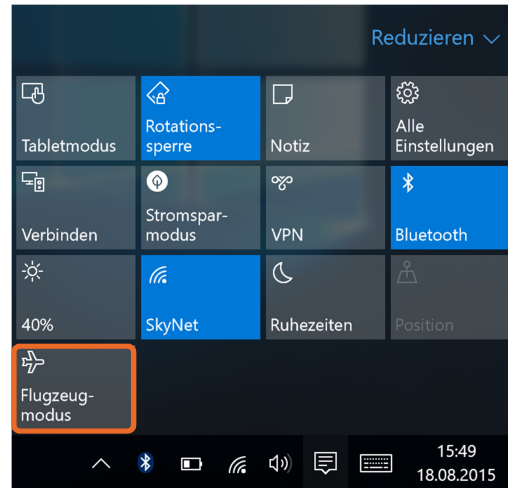 Reduzieren
Tabletmodus
Rotations-
sperre
Notiz
Alle
Einstellungen
Verbinden
Stromspar-
modus
VPN
Bluetooth
40%
SkyNet
Ruhezeiten
Position
Flugzeug-
modus
15:49
18.08.2015